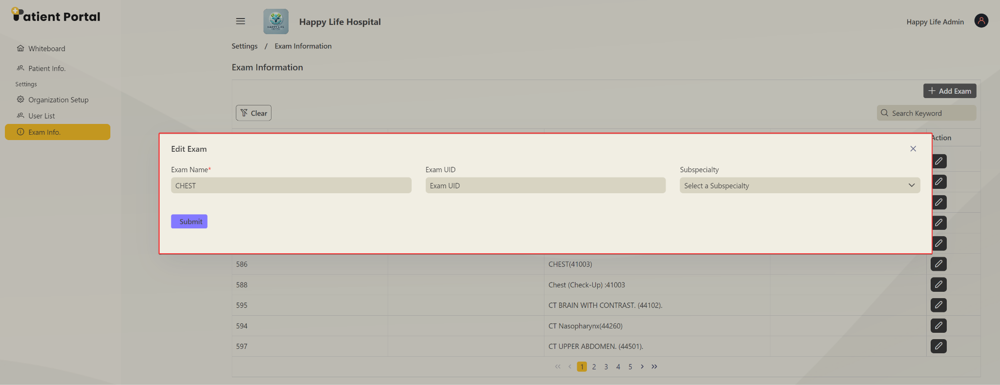 Patient Portal
Happy Life Hospital
HAPPY LIFE
Happy Life Admin
Whiteboard
Patient Info.
Settings
Organization Setup
User List
Exam Info.
Settings / Exam Information
Exam Information
Add Exam
Clear
Search Keyword
Action
Edit Exam
Exam Name*
Exam UID
Subspecialty
CHEST
Exam UID
Select a Subspecialty
Submit
586 CHEST(41003)
588 Chest (Check-Up) :41003
595 CT BRAIN WITH CONTRAST. (44102).
594 CT Nasopharynx(44260)
597 CT UPPER ABDOMEN. (44501).
1 2 3 4 5